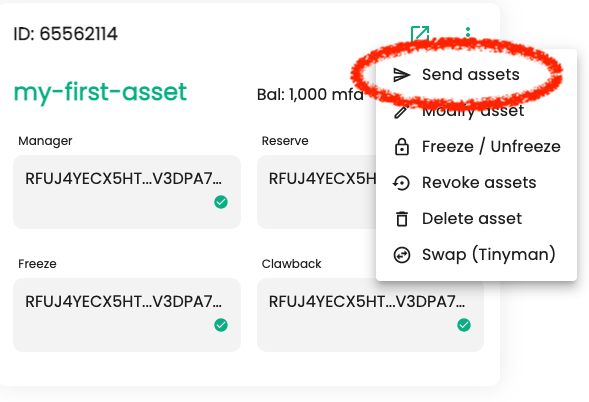 ID: 65562114
my-first-asset
Bal: 1,000 mfa
Send assets
Modify asset
Freeze / Unfreeze
Revoke assets
Delete asset
Swap (Tinyman)
Manager
RFUJ4YECX5HT...V3DPA7...
Reserve
RFUJ4YECX5HT
Freeze
RFUJ4YECX5HT...V3DPA7...
Clawback
RFUJ4YECX5HT...V3DPA7...